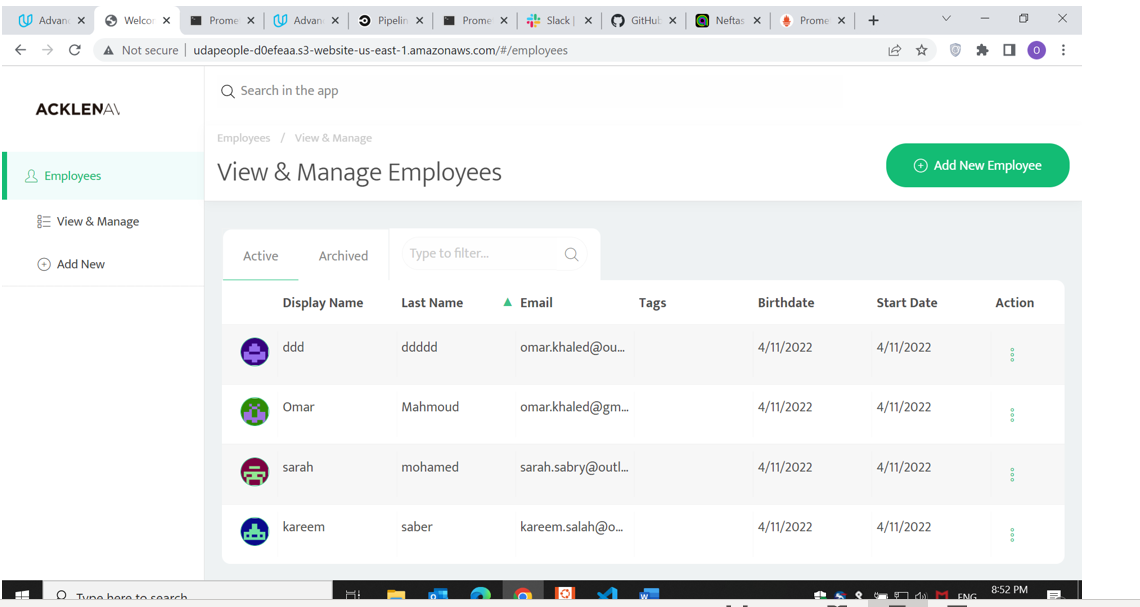 Advan
Welcor
Prome
Advan
Pipelin
Prome
Slack |
GitHub
Neftas
Prome
Not secure | udapeople-d0efeaa.s3-website-us-east-1.amazonaws.com/#/employees
O
ACKLENAV
Search in the app
Employees / View & Manage
View & Manage Employees
Add New Employee
Employees
View & Manage
Add New
Active Archived Type to filter...
Display Name Last Name Email Tags Birthdate Start Date Action
ddd ddddd omar.khaled@ou... 4/11/2022 4/11/2022
Omar Mahmoud omar.khaled@gm... 4/11/2022 4/11/2022
sarah mohamed sarah.sabry@outl... 4/11/2022 4/11/2022
kareem saber kareem.salah@o... 4/11/2022 4/11/2022
Type here to search
ENG
8:52 PM